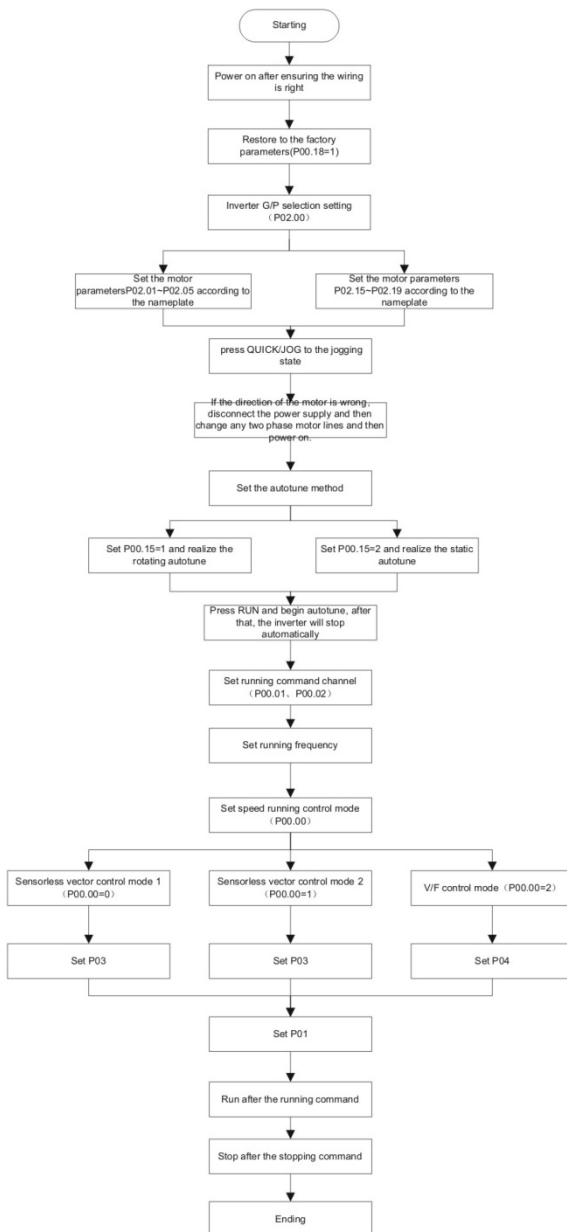 Starting
Power on after ensuring the wiring
is right
Restore to the factory
parameters(P00.18=1)
Inverter G/P selection setting
（P02.00）
Set the motor
parametersP02.01~P02.05 according to
the nameplate
Set the motor parameters
P02.15~P02.19 according to the
nameplate
press QUICK/JOG to the jogging
state
If the direction of the motor is wrong,
disconnect the power supply and then
change any two phase motor lines and then
power on.
Set the autotune method
Set P00.15=1 and realize the
rotating autotune
Set P00.15=2 and realize the static
autotune
Press RUN and begin autotune, after
that, the inverter will stop
automatically
Set running command channel
（P00.01、P00.02）
Set running frequency
Set speed running control mode
（P00.00）
Sensorless vector control mode 1
（P00.00=0）
Sensorless vector control mode 2
（P00.00=1）
V/F control mode（P00.00=2）
Set P03
Set P03
Set P04
Set P01
Run after the running command
Stop after the stopping command
Ending